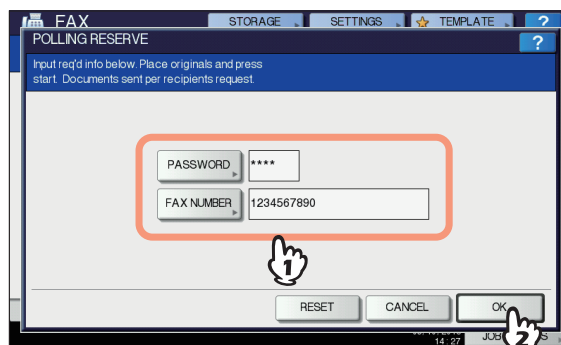 FAX STORAGE SETTINGS TEMPLATE ?
POLLING RESERVE ?
Input req'd info below. Place originals and press
start. Documents sent per recipients request.
PASSWORD ****
FAX NUMBER 1234567890
1
RESET CANCEL OK
2
14:27